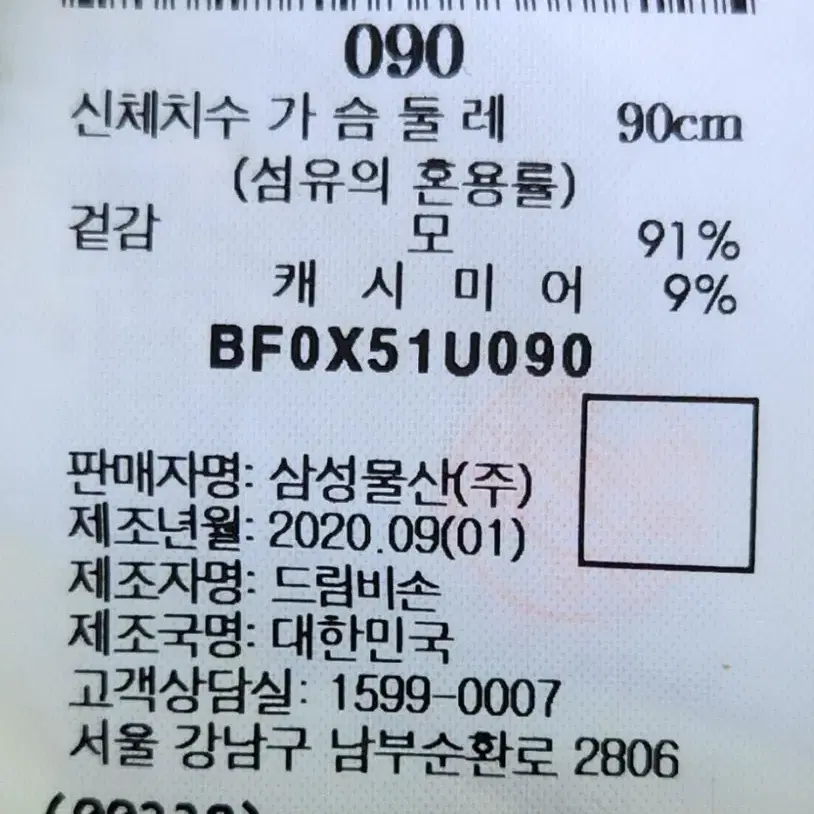 090
신체치수 가 슴 둘 레 90cm
(섬유의 혼용률)
겉감 모 91%
캐 시 미 어 9%
BF0X51U090
판매자명: 삼성물산(주)
제조년월: 2020.09(01)
제조자명: 드림비손
제조국명: 대한민국
고객상담실: 1599-0007
서울 강남구 남부순환로 2806